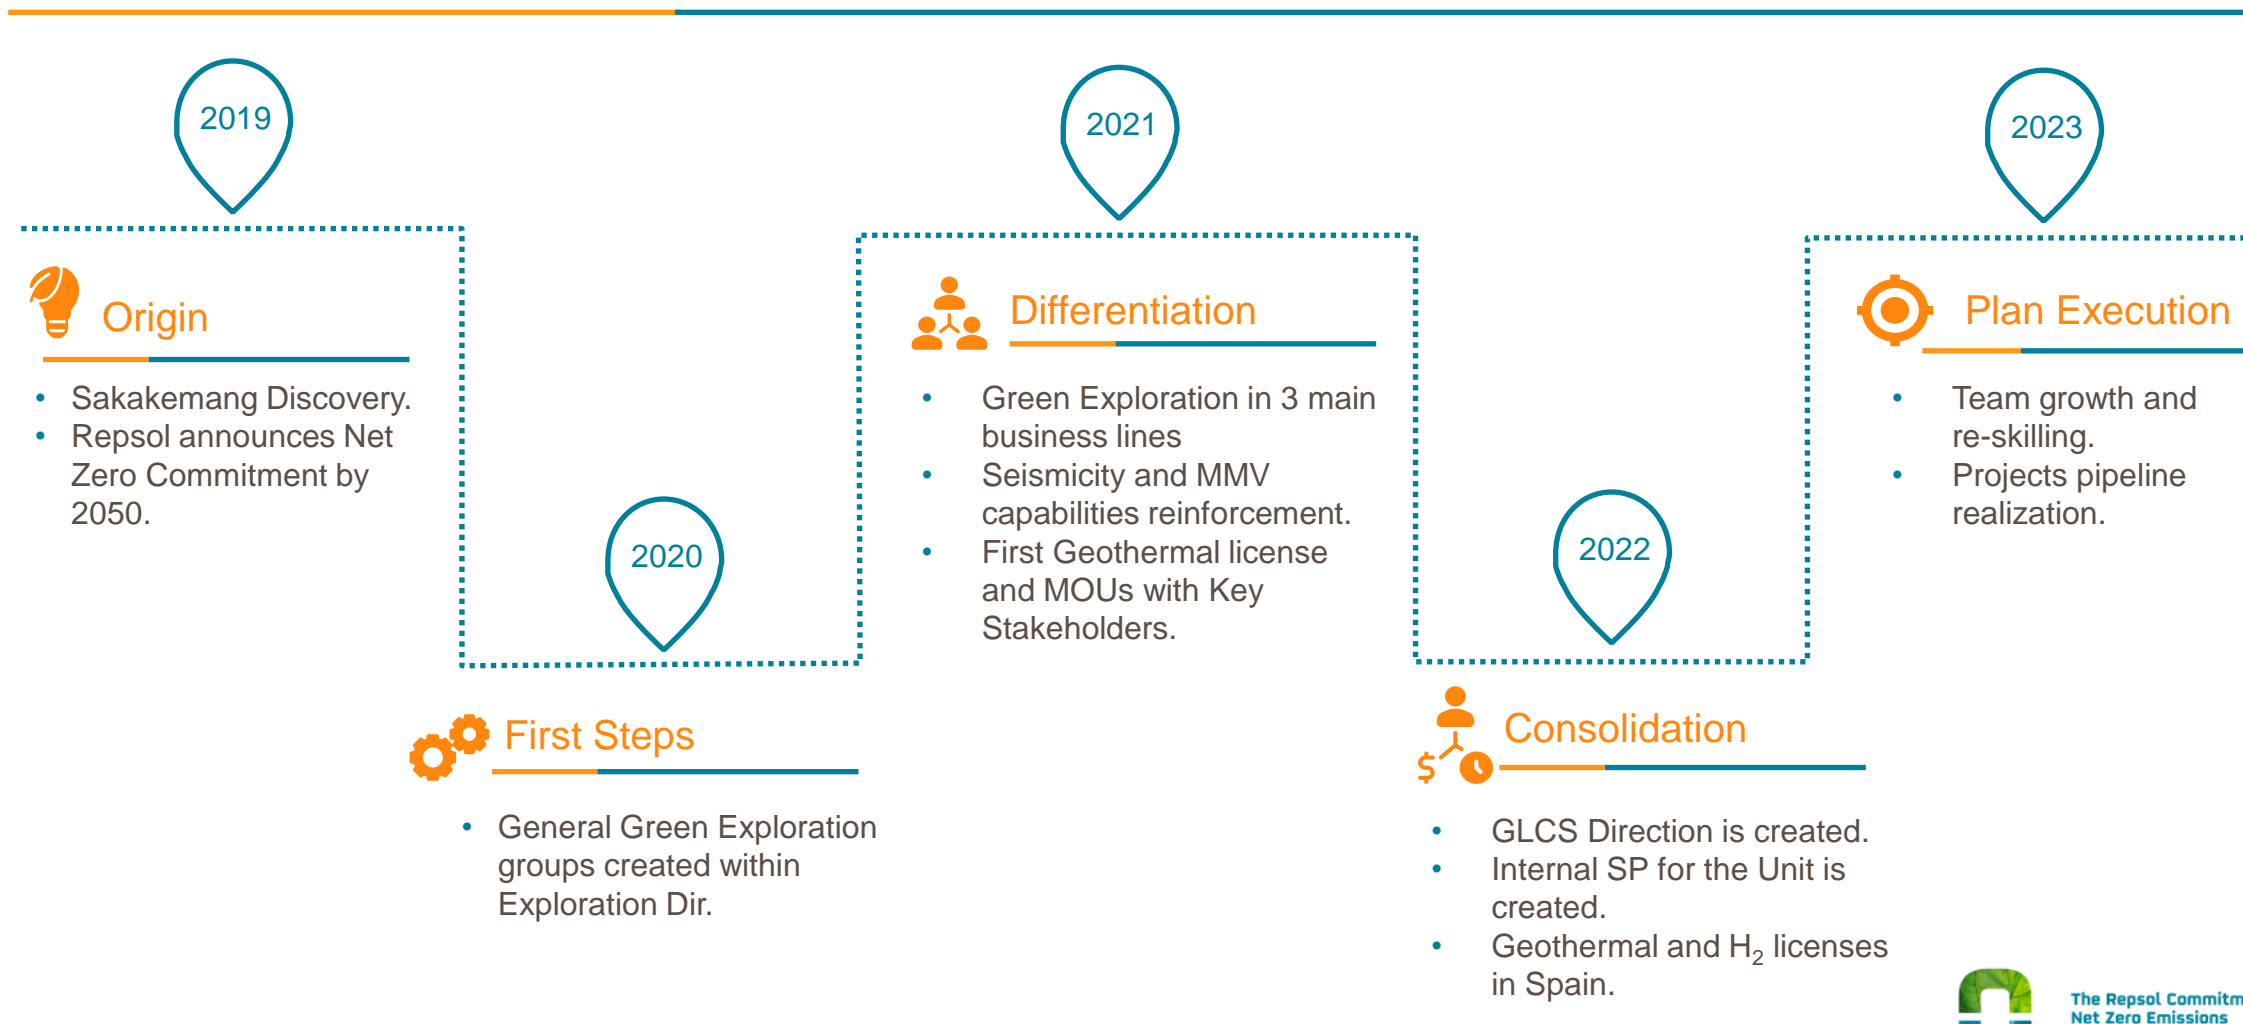 2019
Origin
• Sakakemang Discovery.
• Repsol announces Net
Zero Commitment by
2050.
2020
First Steps
• General Green Exploration
groups created within
Exploration Dir.
2021
Differentiation
• Green Exploration in 3 main
business lines
• Seismicity and MMV
capabilities reinforcement.
• First Geothermal license
and MOUs with Key
Stakeholders.
2022
Consolidation
$
• GLCS Direction is created.
• Internal SP for the Unit is
created.
• Geothermal and H₂ licenses
in Spain.
2023
Plan Execution
• Team growth and
re-skilling.
• Projects pipeline
realization.
The Repsol Commitm
Net Zero Emissions